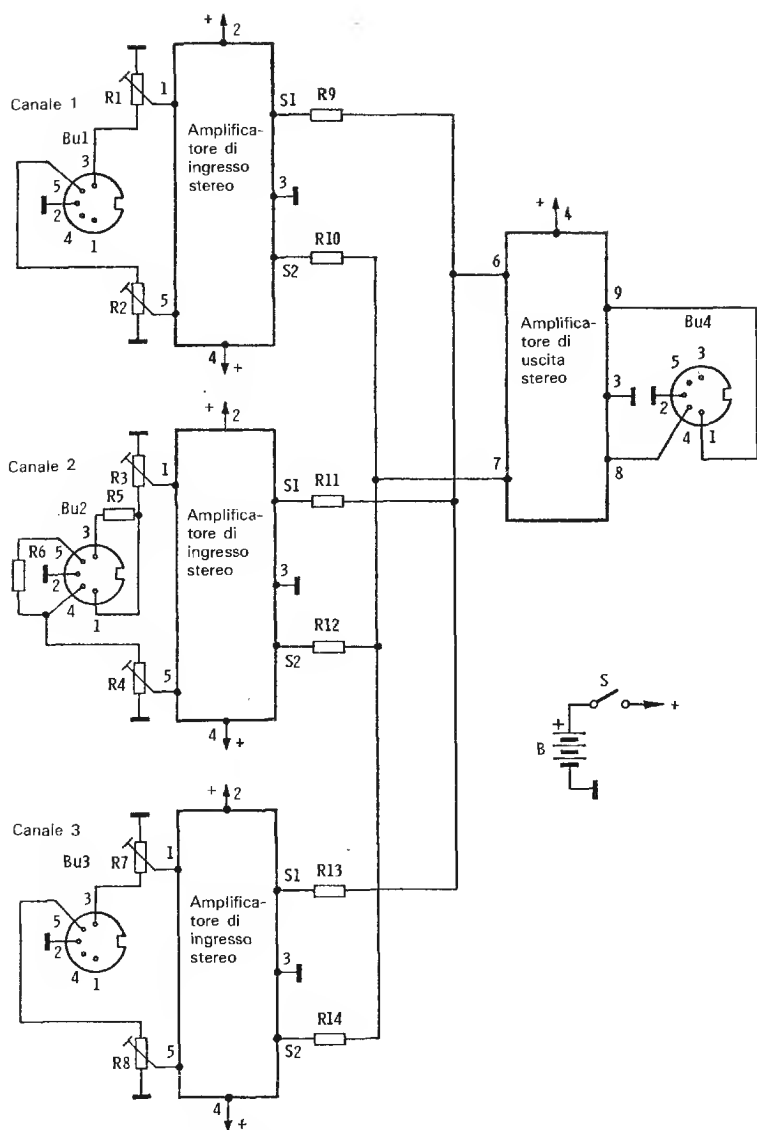 + 2
R1 1
Canale 1
S1 R9
Bu1
Amplifica-
tore di
ingresso
stereo
3
5
2
4
1
3
+ 4
R10
S2
6
R2 5
9
4 +
Amplifica-
tore di
uscita
stereo
Bu4
3
5
2
4
1
3
+ 2
Canale 2
R3 1
7
8
R5
S1 R11
Bu2
Amplifica-
tore di
ingresso
stereo
R6
3
5
2
4
1
3
R12
S2
R4 5
S
+
+
B
4 +
+ 2
Canale 3
R7 1
Bu3
S1 R13
Amplifica-
tore di
ingresso
stereo
3
5
2
4
1
3
R14
S2
R8 5
4 +